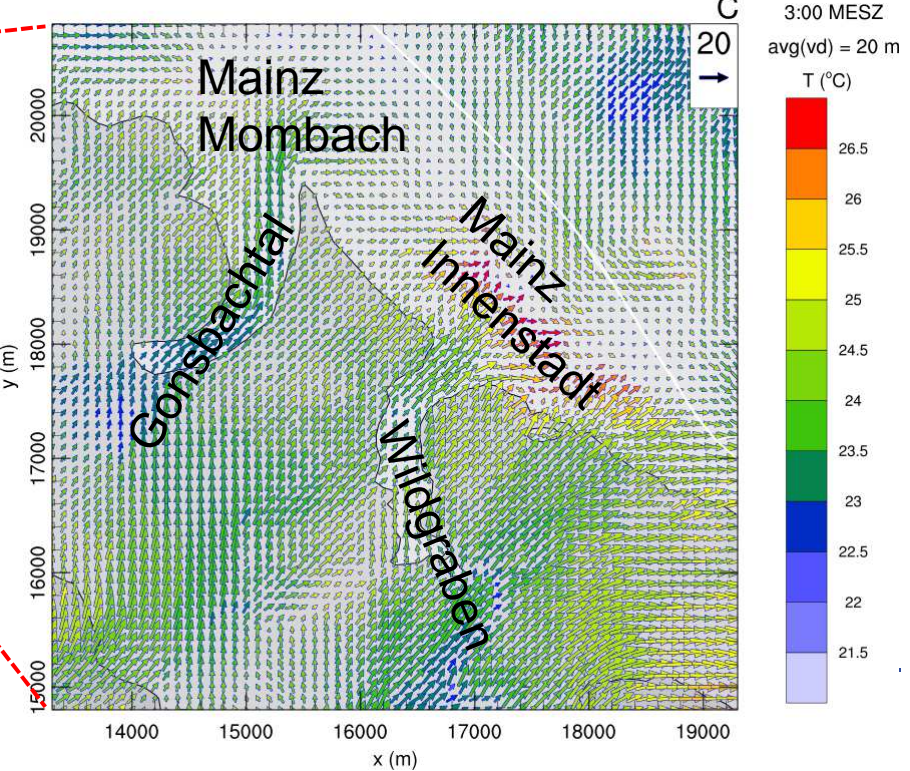 C
3:00 MESZ
20
avg(vd) = 20 m
T (°C)
Mainz
Mombach
Mainz
Innenstadt
Gonsbachtal
Wildgraben
26.5
26
25.5
25
24.5
24
23.5
23
22.5
22
21.5
20000
19000
18000
17000
16000
15000
y (m)
14000
15000
16000
17000
18000
19000
x (m)